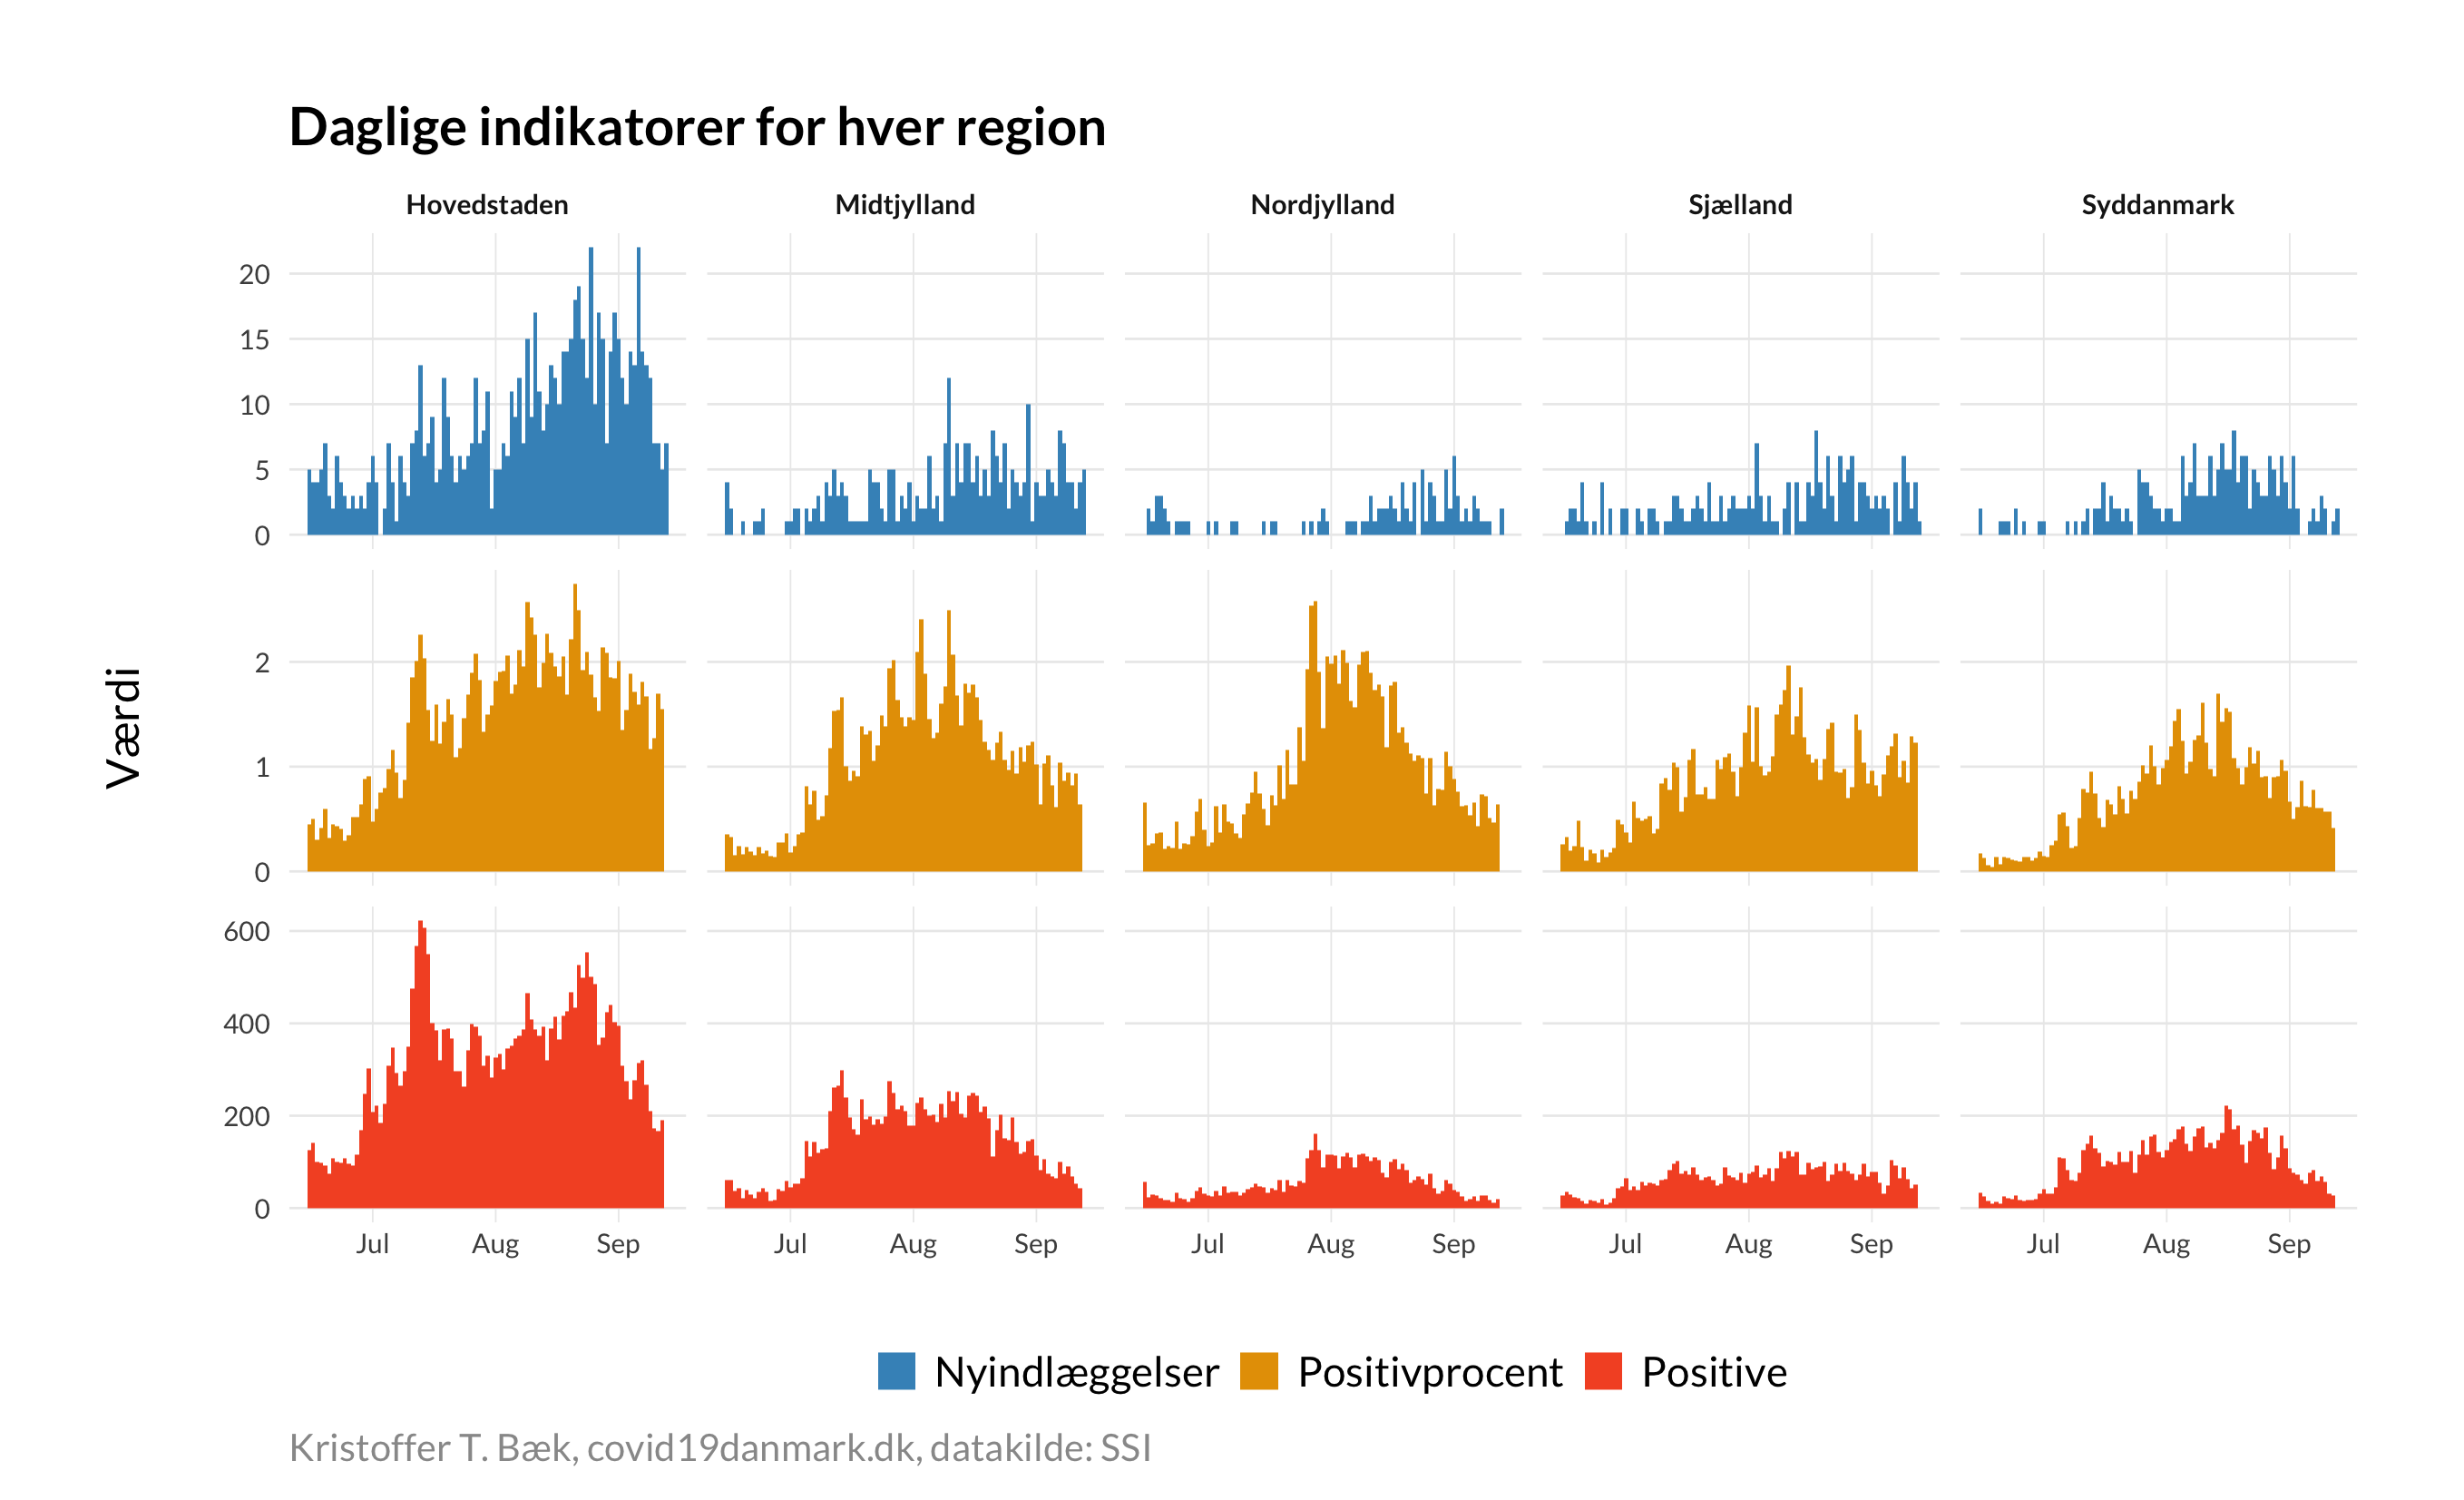 Daglige indikatorer for hver region
Hovedstaden Midtjylland Nordjylland Sjælland Syddanmark
20
15
10
5
0
2
1
0
600
400
200
0
Værdi
Jul Aug Sep Jul Aug Sep Jul Aug Sep Jul Aug Sep Jul Aug Sep
Nyindlæggelser Positivprocent Positive
Kristoffer T. Bæk, covid19danmark.dk, datakilde: SSI